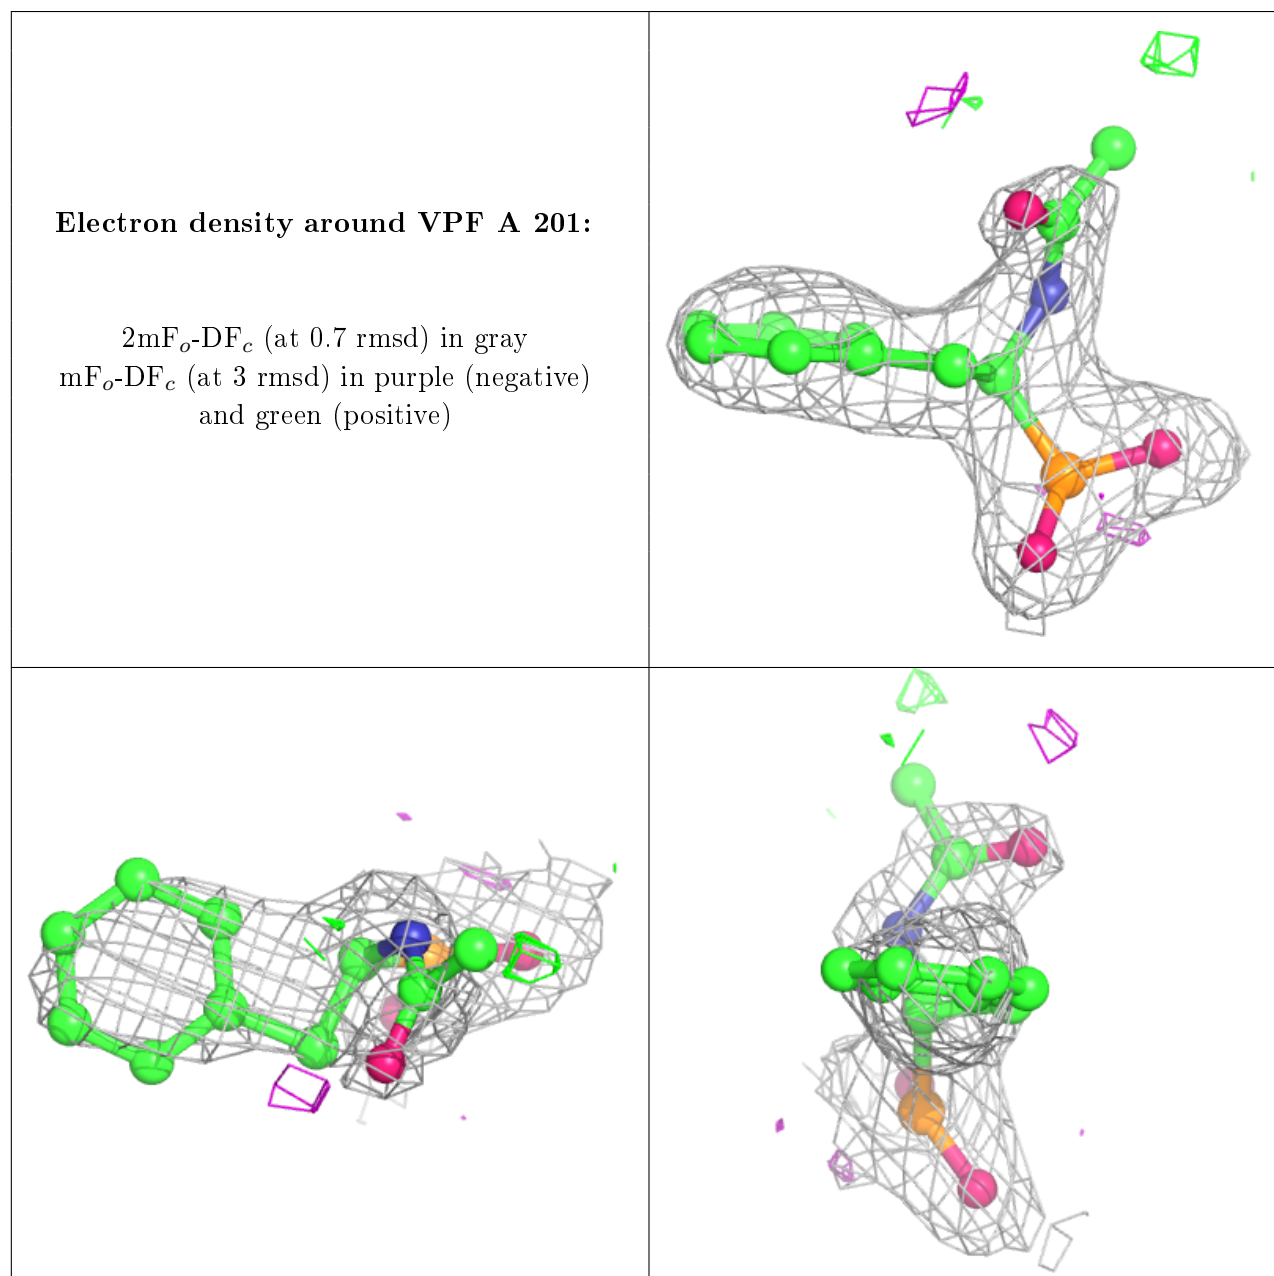 Electron density around VPF A 201:
2mFₒ-DF𝒸 (at 0.7 rmsd) in gray
mFₒ-DF𝒸 (at 3 rmsd) in purple (negative)
and green (positive)